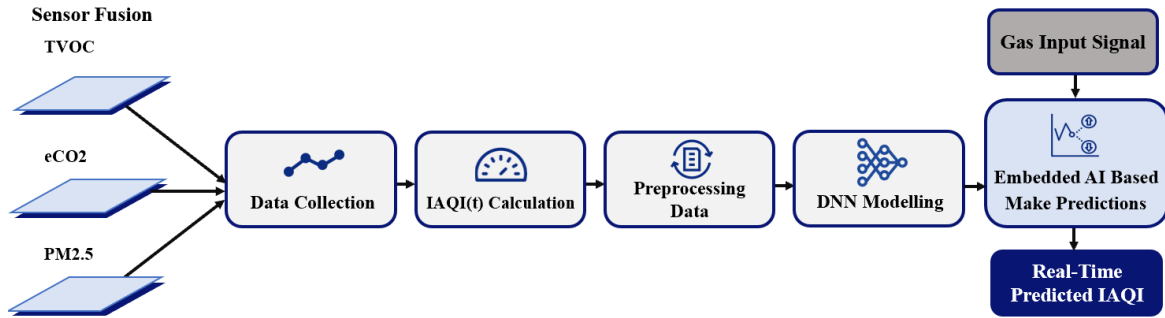 Sensor Fusion
TVOC
eCO2
PM2.5
Data Collection
IAQI(t) Calculation
Preprocessing
Data
DNN Modelling
Gas Input Signal
Embedded AI Based
Make Predictions
Real-Time
Predicted IAQI